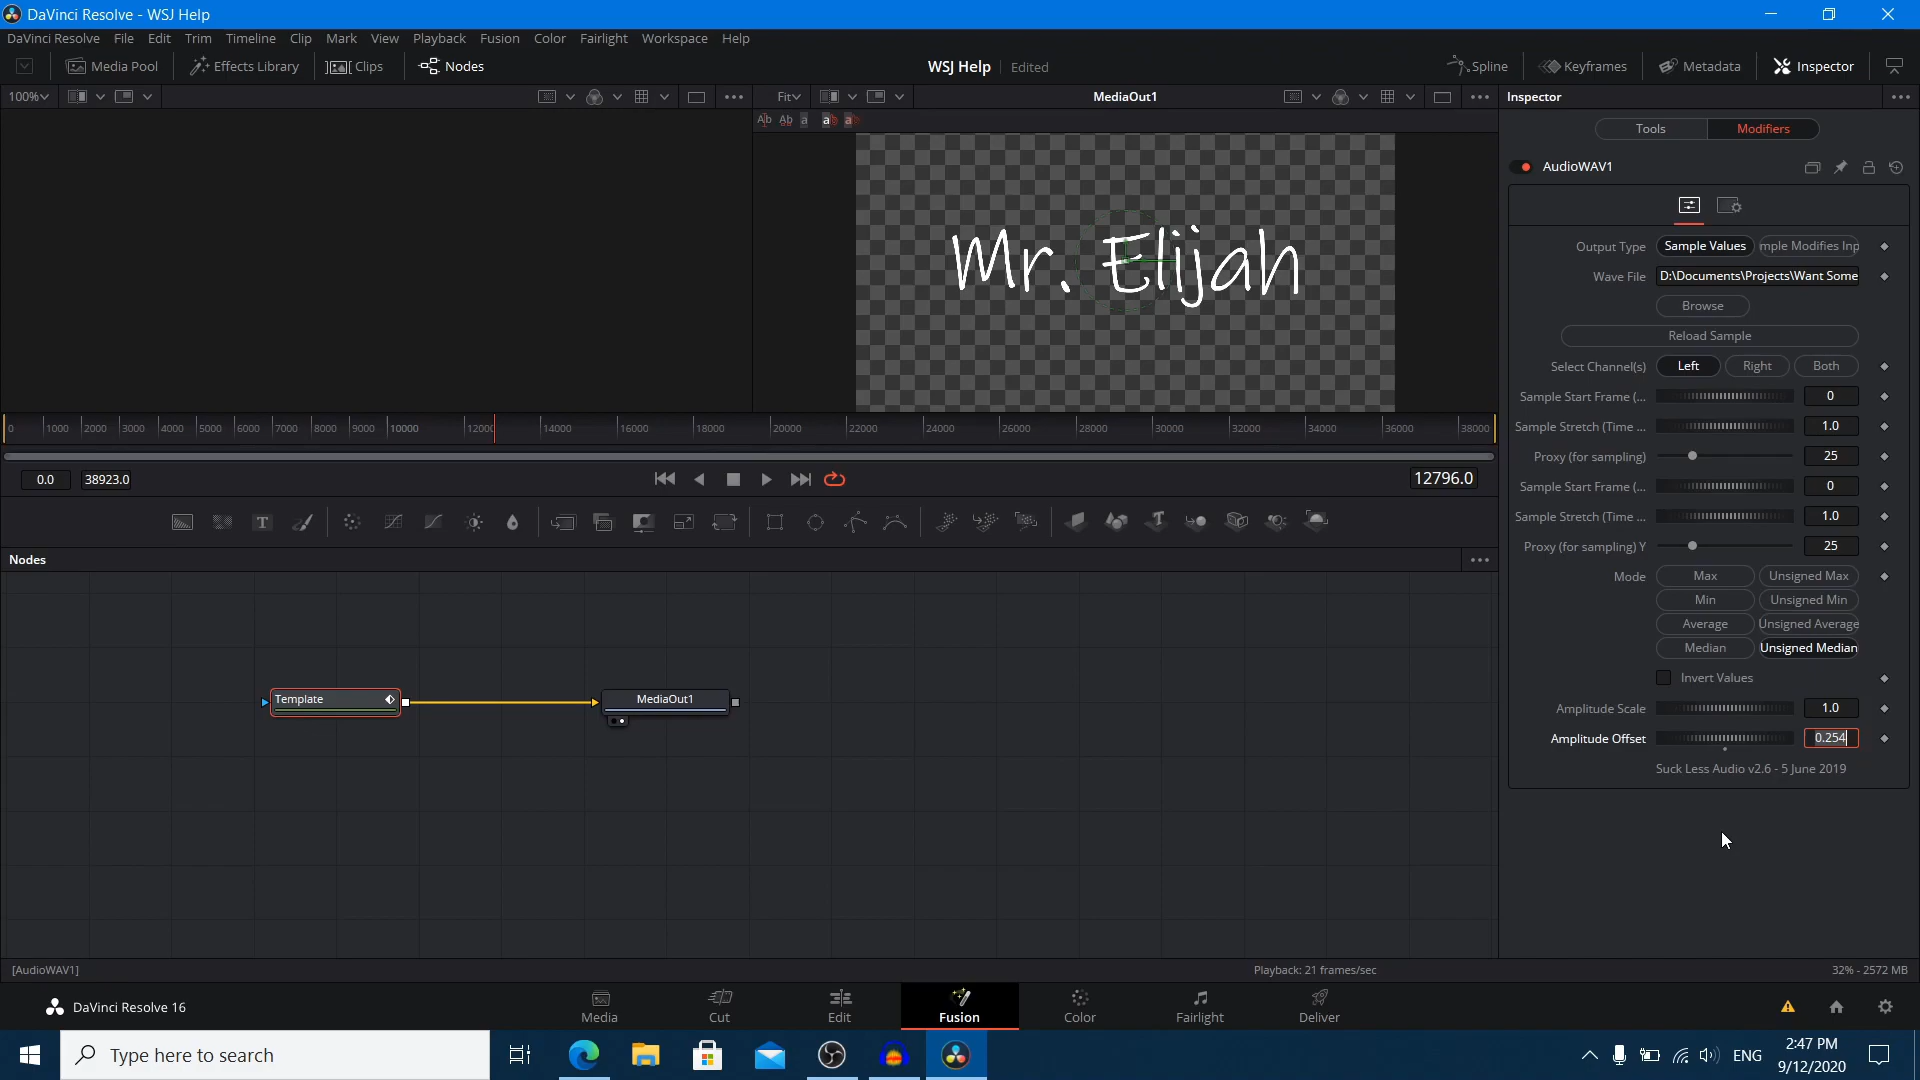 DaVinci Resolve - WSJ Help
DaVinci Resolve File Edit Trim Timeline Clip Mark View Playback Fusion Color Fairlight Workspace Help
Media Pool Effects Library Clips Nodes WSJ Help Edited Spline Keyframes Metadata Inspector
100% Fit MediaOut1 Inspector
Tools Modifiers
AudioWAV1
Mr. Elijah
Output Type Sample Values mple Modifies Inp
Wave File D:\Documents\Projects\Want Some
Browse
Reload Sample
Select Channel(s) Left Right Both
Sample Start Frame (... 0
Sample Stretch (Time ... 1.0
Proxy (for sampling) 25
Sample Start Frame (... 0
Sample Stretch (Time ... 1.0
Proxy (for sampling) Y 25
Mode Max Unsigned Max
Min Unsigned Min
Average Unsigned Average
Median Unsigned Median
Invert Values
Amplitude Scale 1.0
Amplitude Offset 0.254
Suck Less Audio v2.6 - 5 June 2019
0 1000 2000 3000 4000 5000 6000 7000 8000 9000 10000 1200 14000 16000 18000 20000 22000 24000 26000 28000 30000 32000 34000 36000 38000
0.0 38923.0 12796.0
Nodes
Template MediaOut1
[AudioWAV1] Playback: 21 frames/sec 32% - 2572 MB
DaVinci Resolve 16 Media Cut Edit Fusion Color Fairlight Deliver
Type here to search ENG 2:47 PM
9/12/2020